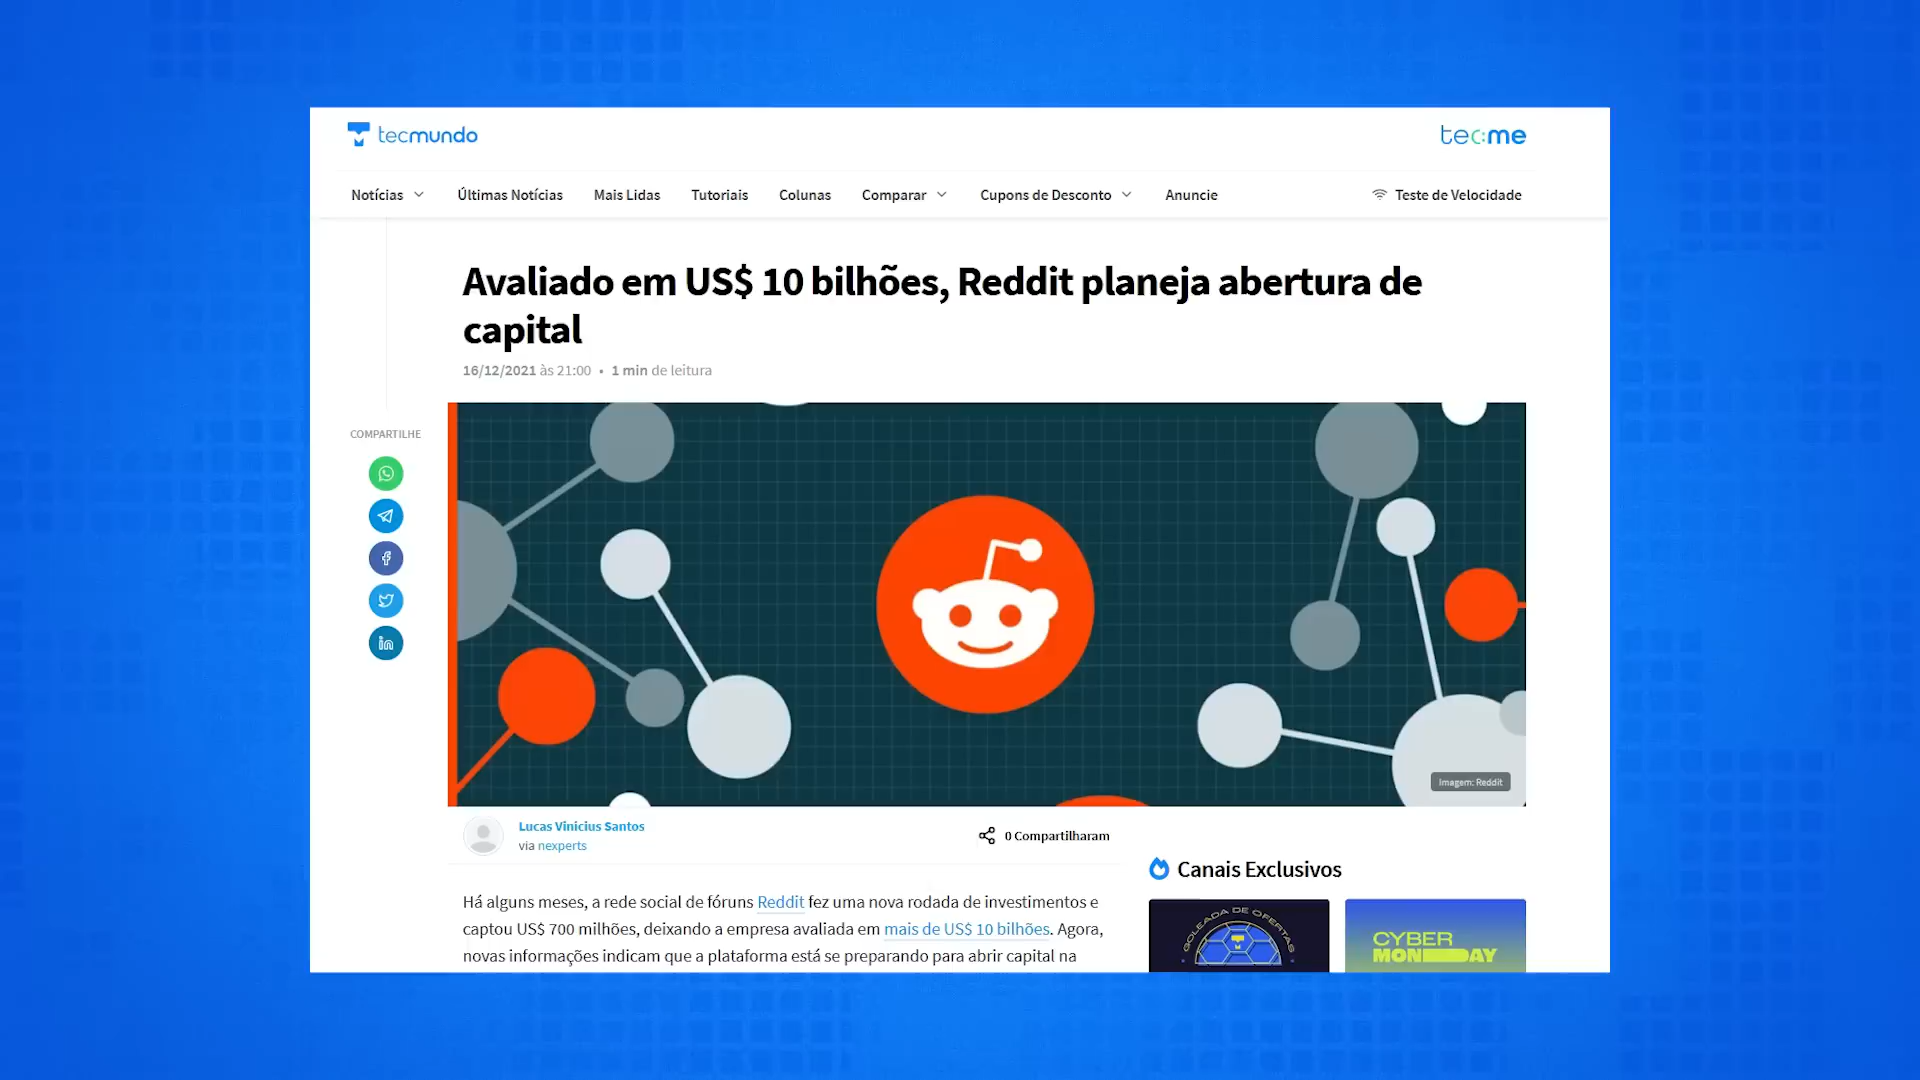 tecmundo
tec:me
Notícias
Últimas Notícias
Mais Lidas
Tutoriais
Colunas
Comparar
Cupons de Desconto
Anuncie
Teste de Velocidade
Avaliado em US$ 10 bilhões, Reddit planeja abertura de
capital
16/12/2021 às 21:00 • 1 min de leitura
COMPARTILHE
Imagem: Reddit
Lucas Vinicius Santos
via nexperts
0 Compartilharam
Há alguns meses, a rede social de fóruns Reddit fez uma nova rodada de investimentos e
captou US$ 700 milhões, deixando a empresa avaliada em mais de US$ 10 bilhões. Agora,
novas informações indicam que a plataforma está se preparando para abrir capital na
Canais Exclusivos
GOLEADA DE OFERTAS
CYBER
MONDAY